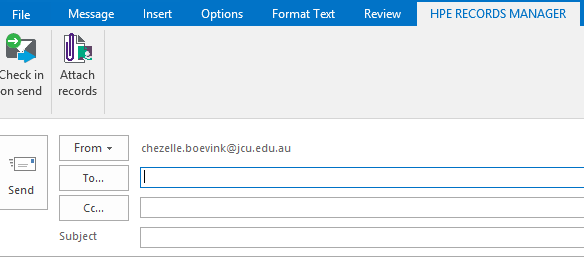 File Message Insert Options Format Text Review HPE RECORDS MANAGER
Check in on send
Attach records
From
chezelle.boevink@jcu.edu.au
Send
To...
Cc...
Subject